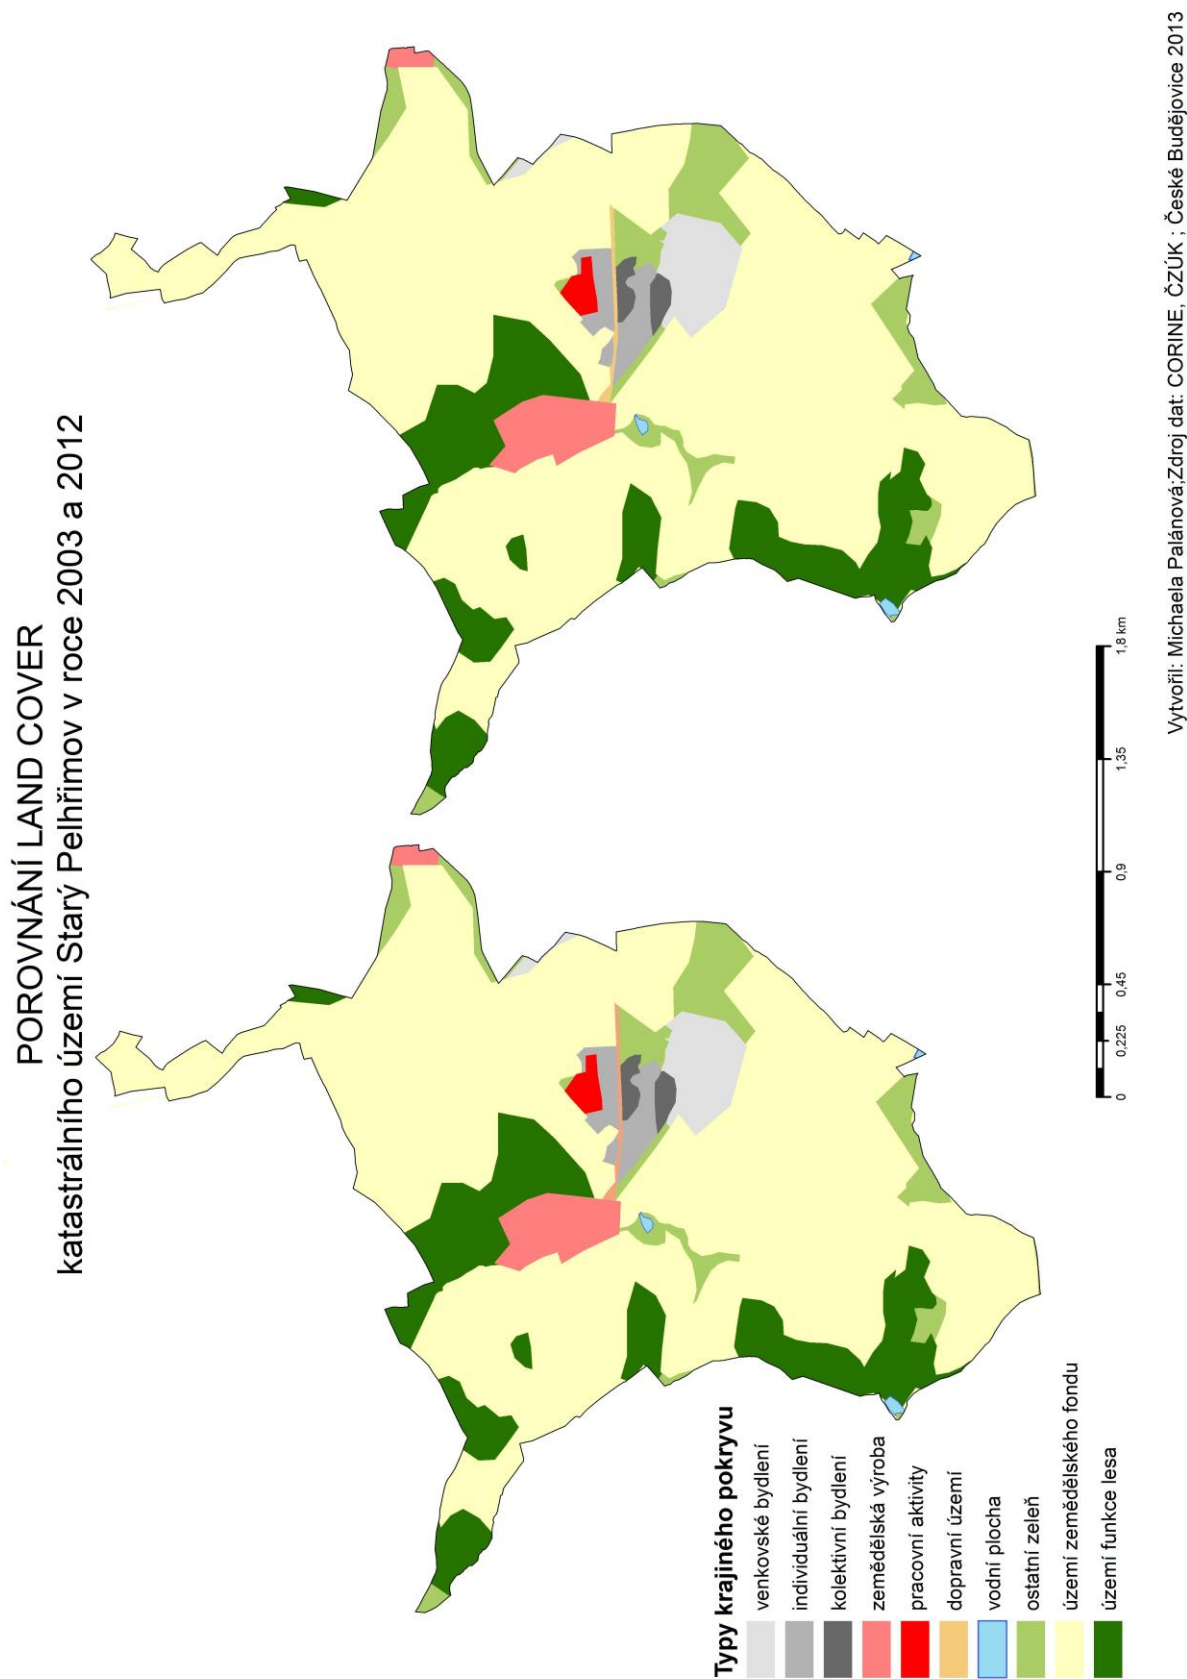 POROVNÁNÍ LAND COVER
katastrálního území Starý Pelhřimov v roce 2003 a 2012
Typy krajiného pokryvu
venkovské bydlení
individuální bydlení
kolektivní bydlení
zemědělská výroba
pracovní aktivity
dopravní území
vodní plocha
ostatní zeleň
území zemědělského fondu
území funkce lesa
0 0,225 0,45 0,9 1,35 1,8 km
Vytvořil: Michaela Palánová;Zdroj dat: CORINE, ČZÚK ; České Budějovice 2013